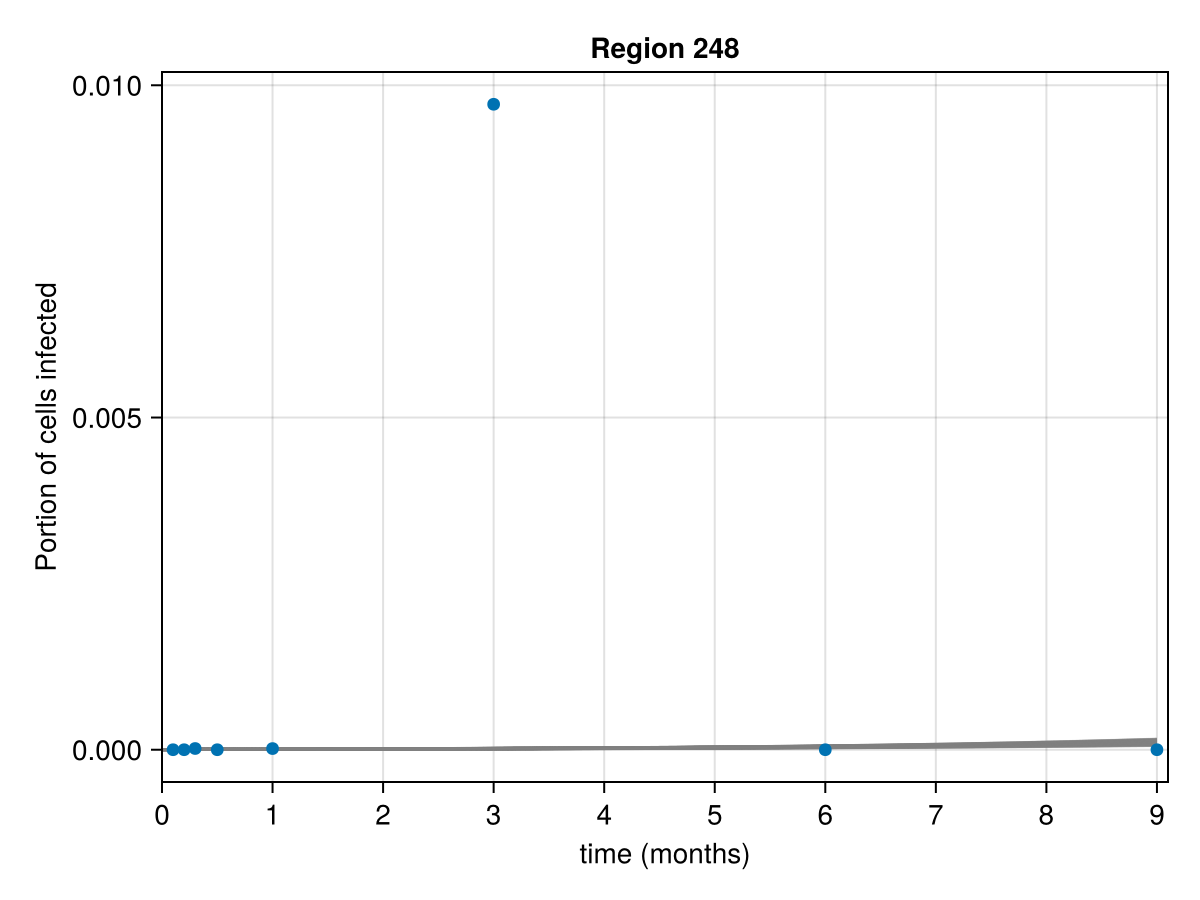 Region 248
0.010
0.005
0.000
Portion of cells infected
0 1 2 3 4 5 6 7 8 9
time (months)